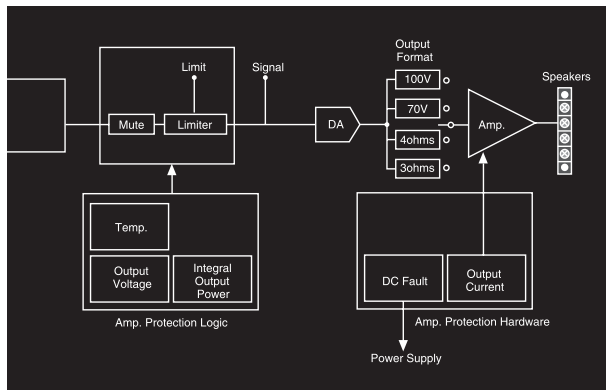 Output
Format
Limit
Signal
100V
Speakers
70V
Mute
Limiter
DA
Amp.
4ohms
3ohms
Temp.
Output
Voltage
Integral
Output
Power
DC Fault
Output
Current
Amp. Protection Logic
Amp. Protection Hardware
Power Supply